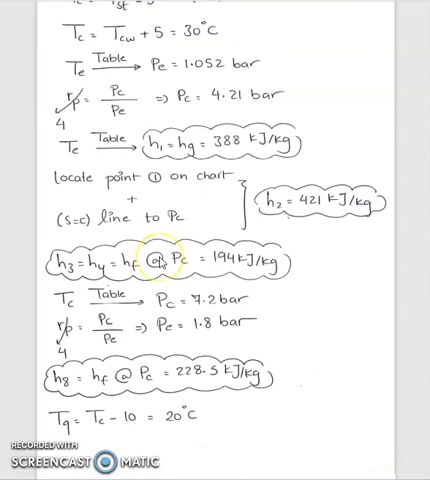 Tc = Tcw + 5 = 30°C
Te Table → Pe = 1.052 bar
rp = Pc/Pe => Pc = 4.21 bar
4
Te Table → h1 = hg = 388 KJ/kg
locate point ① on chart
+
(s=c) line to Pc
h2 = 421 KJ/kg
h3 = h4 = hf @ Pc = 194 KJ/kg
Tc Table → Pc = 7.2 bar
rp = Pc/Pe => Pe = 1.8 bar
4
h8 = hf @ Pc = 228.5 KJ/kg
T9 = Tc - 10 = 20°C
RECORDED WITH
SCREENCAST MATIC